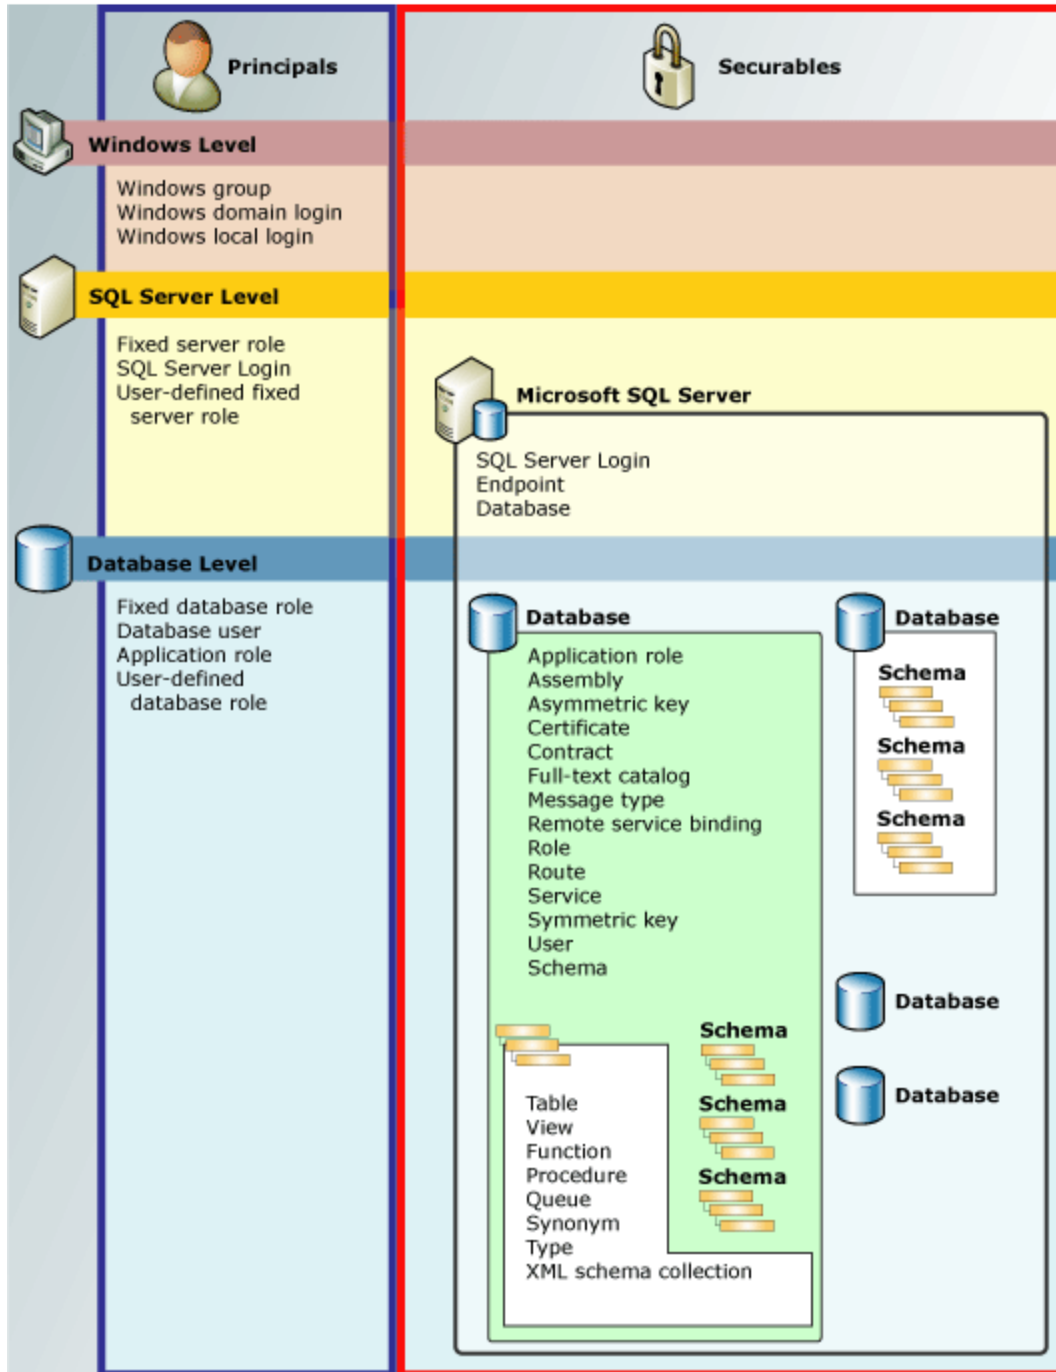 Principals
Securables
Windows Level
Windows group
Windows domain login
Windows local login
SQL Server Level
Fixed server role
SQL Server Login
User-defined fixed
server role
Microsoft SQL Server
SQL Server Login
Endpoint
Database
Database Level
Fixed database role
Database user
Application role
User-defined
database role
Database
Application role
Assembly
Asymmetric key
Certificate
Contract
Full-text catalog
Message type
Remote service binding
Role
Route
Service
Symmetric key
User
Schema
Table
View
Function
Procedure
Queue
Synonym
Type
XML schema collection
Schema
Schema
Schema
Database
Schema
Schema
Schema
Database
Database